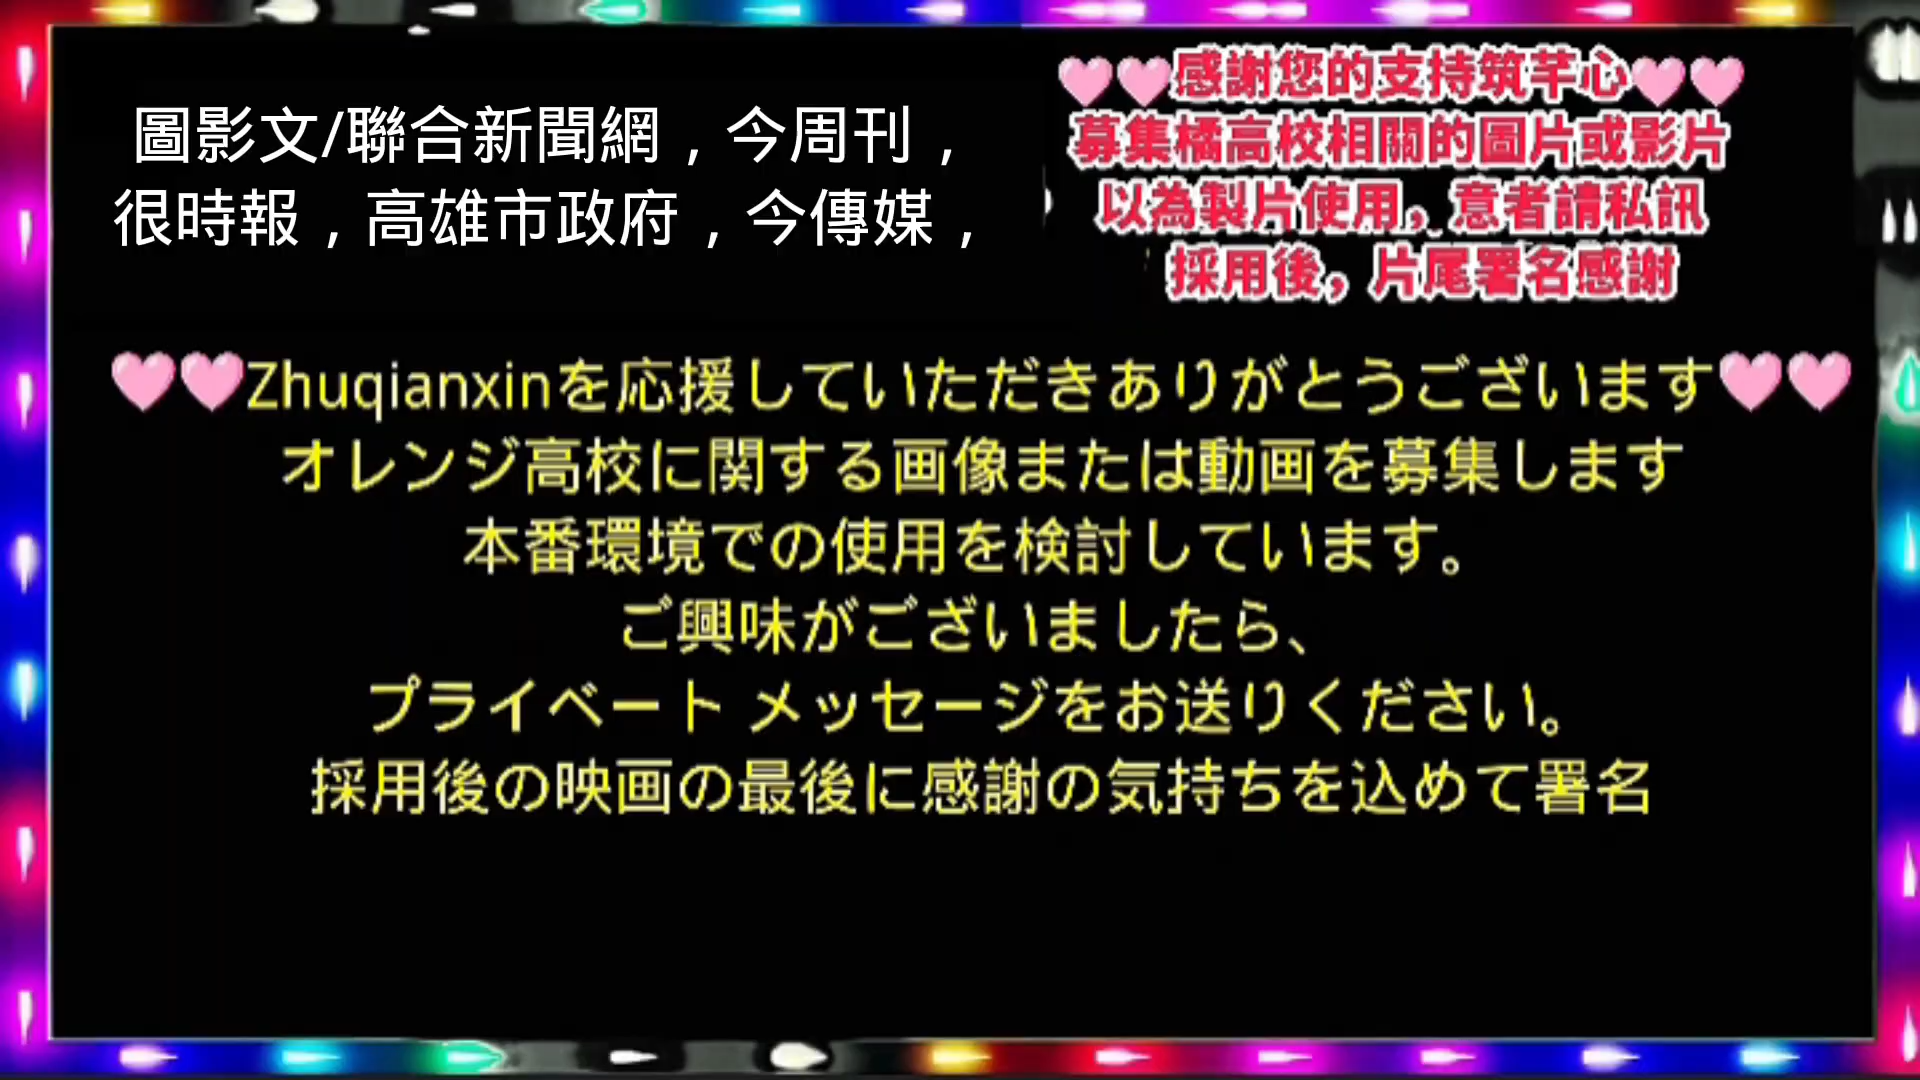 圖影文/聯合新聞網，今周刊，
很時報，高雄市政府，今傳媒，
🩷🩷感謝您的支持筑芊心🩷🩷
募集橘高校相關的圖片或影片
以為製片使用，意者請私訊
採用後，片尾署名感謝
🩷🩷Zhuqianxinを応援していただきありがとうございます🩷🩷
オレンジ高校に関する画像または動画を募集します
本番環境での使用を検討しています。
ご興味がございましたら、
プライベート メッセージをお送りください。
採用後の映画の最後に感謝の気持ちを込めて署名